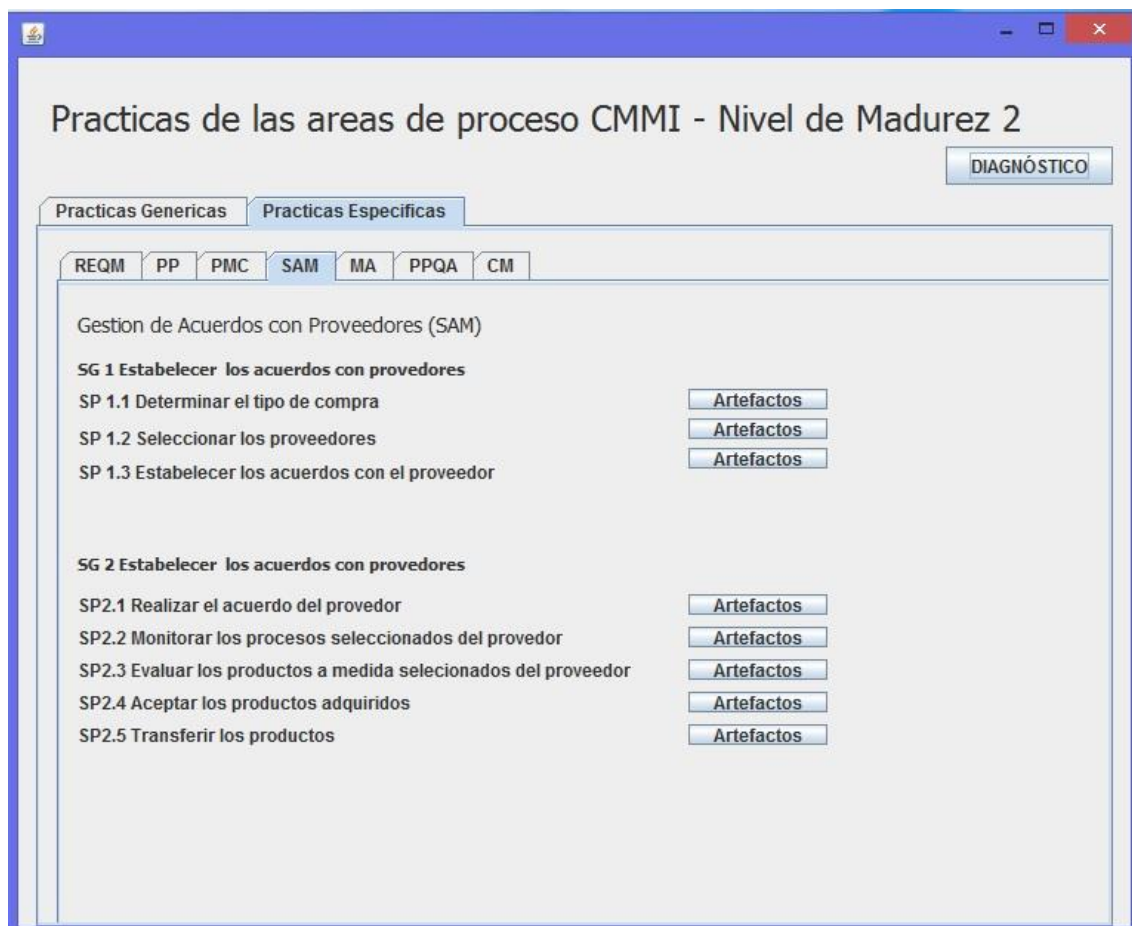 Practicas de las areas de proceso CMMI - Nivel de Madurez 2
DIAGNÓSTICO
Practicas Genericas Practicas Especificas
REQM PP PMC SAM MA PPQA CM
Gestion de Acuerdos con Proveedores (SAM)
SG 1 Estabelecer los acuerdos con provedores
SP 1.1 Determinar el tipo de compra Artefactos
SP 1.2 Seleccionar los proveedores Artefactos
SP 1.3 Estabelecer los acuerdos con el proveedor Artefactos
SG 2 Estabelecer los acuerdos con provedores
SP2.1 Realizar el acuerdo del provedor Artefactos
SP2.2 Monitorar los procesos seleccionados del provedor Artefactos
SP2.3 Evaluar los productos a medida selecionados del proveedor Artefactos
SP2.4 Aceptar los productos adquiridos Artefactos
SP2.5 Transferir los productos Artefactos